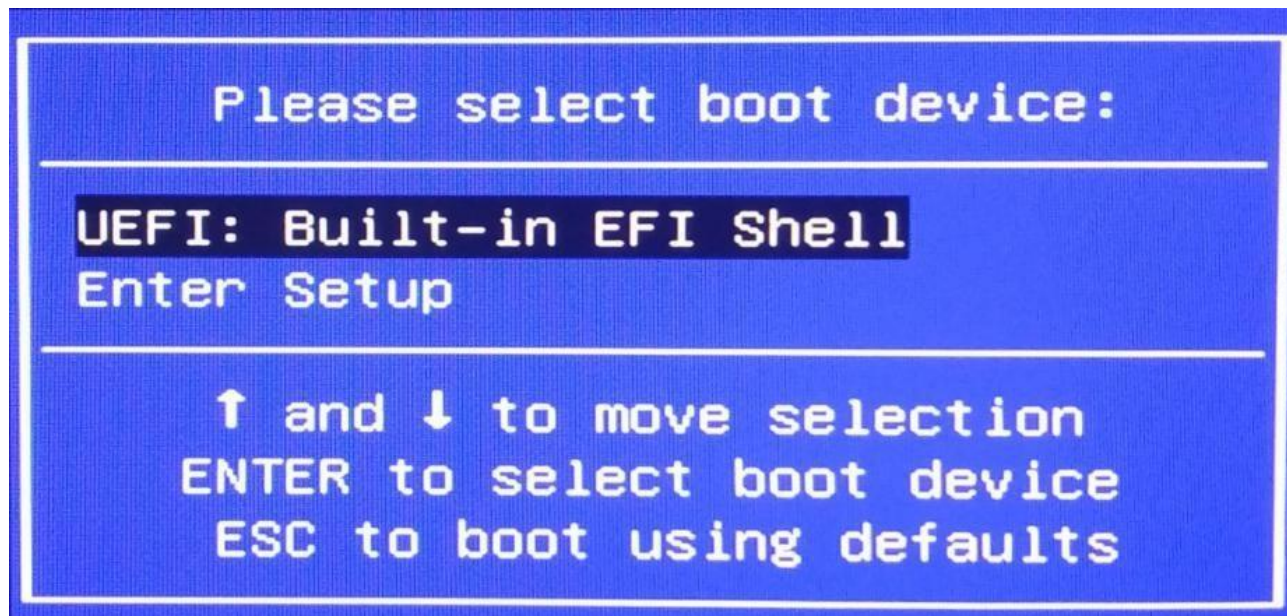 Please select boot device:
UEFI: Built-in EFI Shell
Enter Setup
↑ and ↓ to move selection
ENTER to select boot device
ESC to boot using defaults